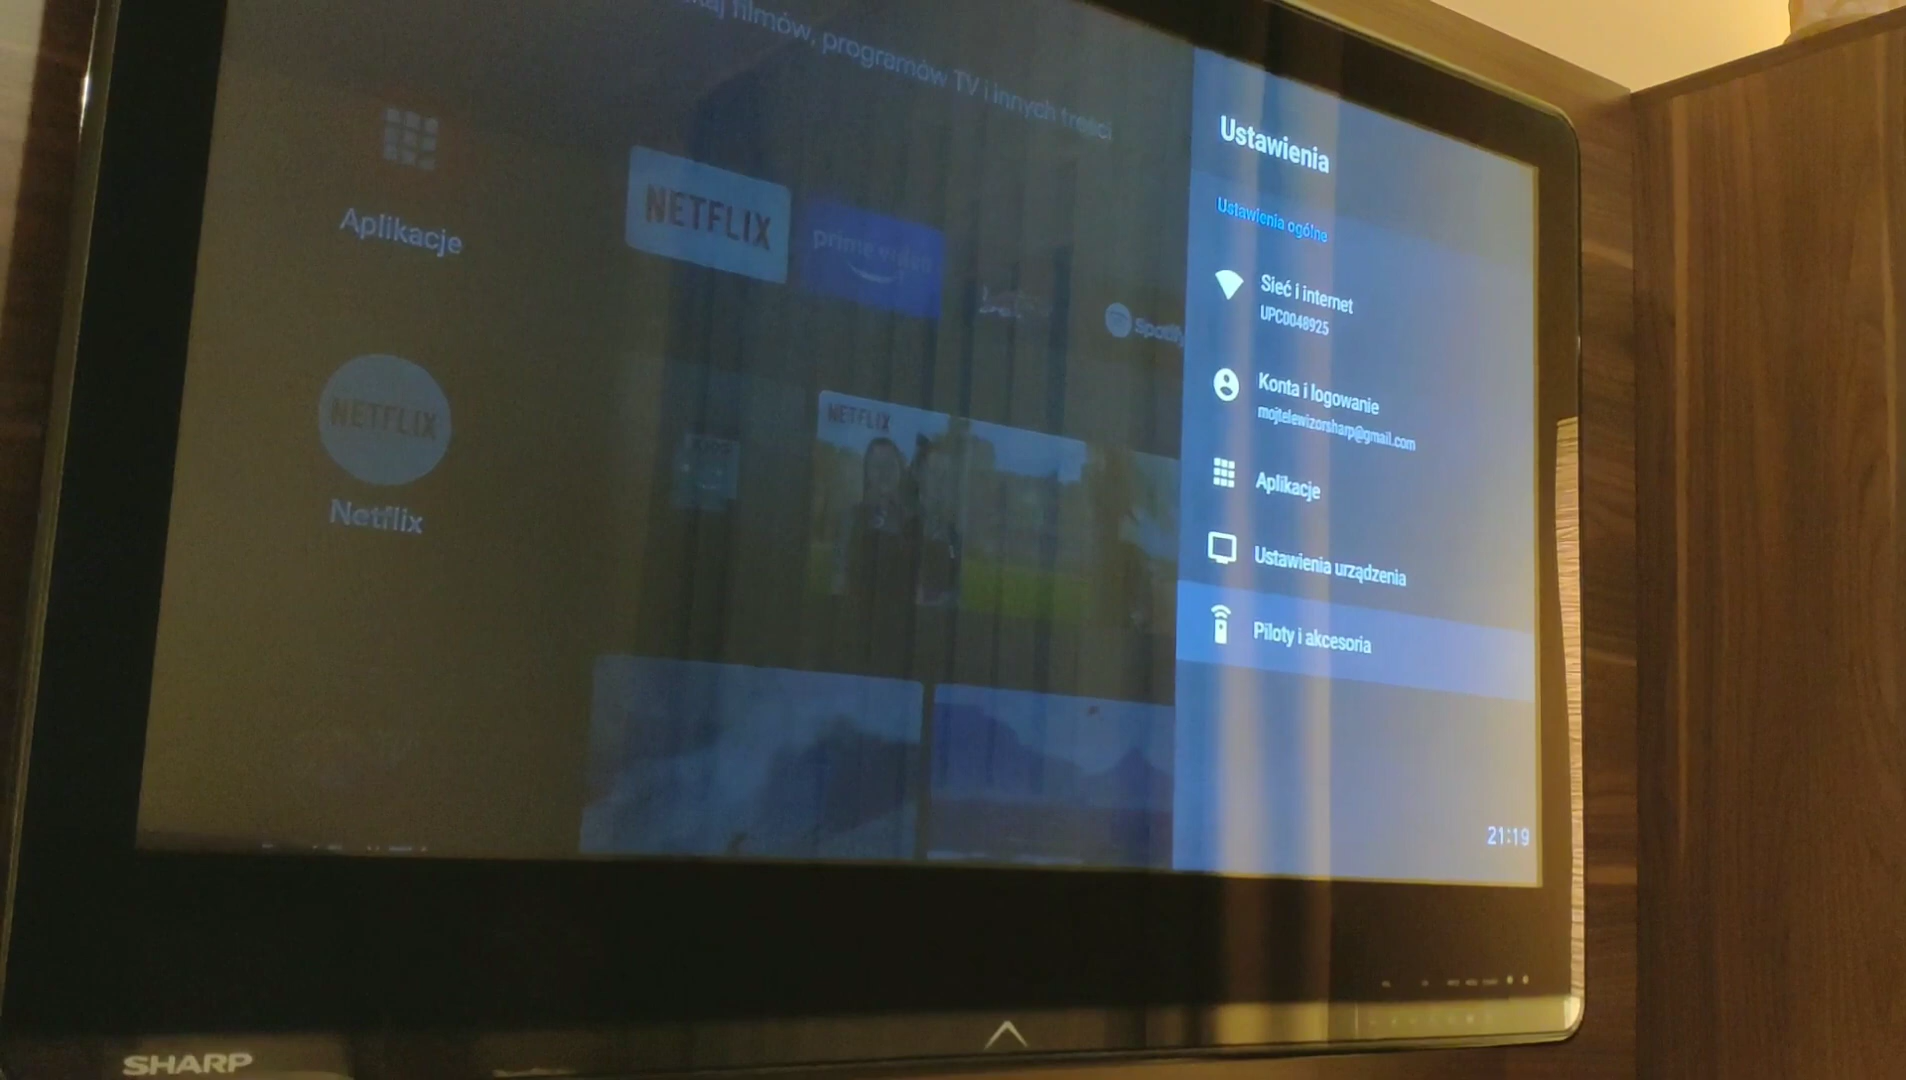 filmów, programów TV i innych treści
Aplikacje
NETFLIX
prime video
Spotify
NETFLIX
Netflix
NETFLIX
Ustawienia
Ustawienia ogólne
Sieć i internet
UPC0048925
Konta i logowanie
mojtelewizorsharp@gmail.com
Aplikacje
Ustawienia urządzenia
Piloty i akcesoria
21:19
SHARP